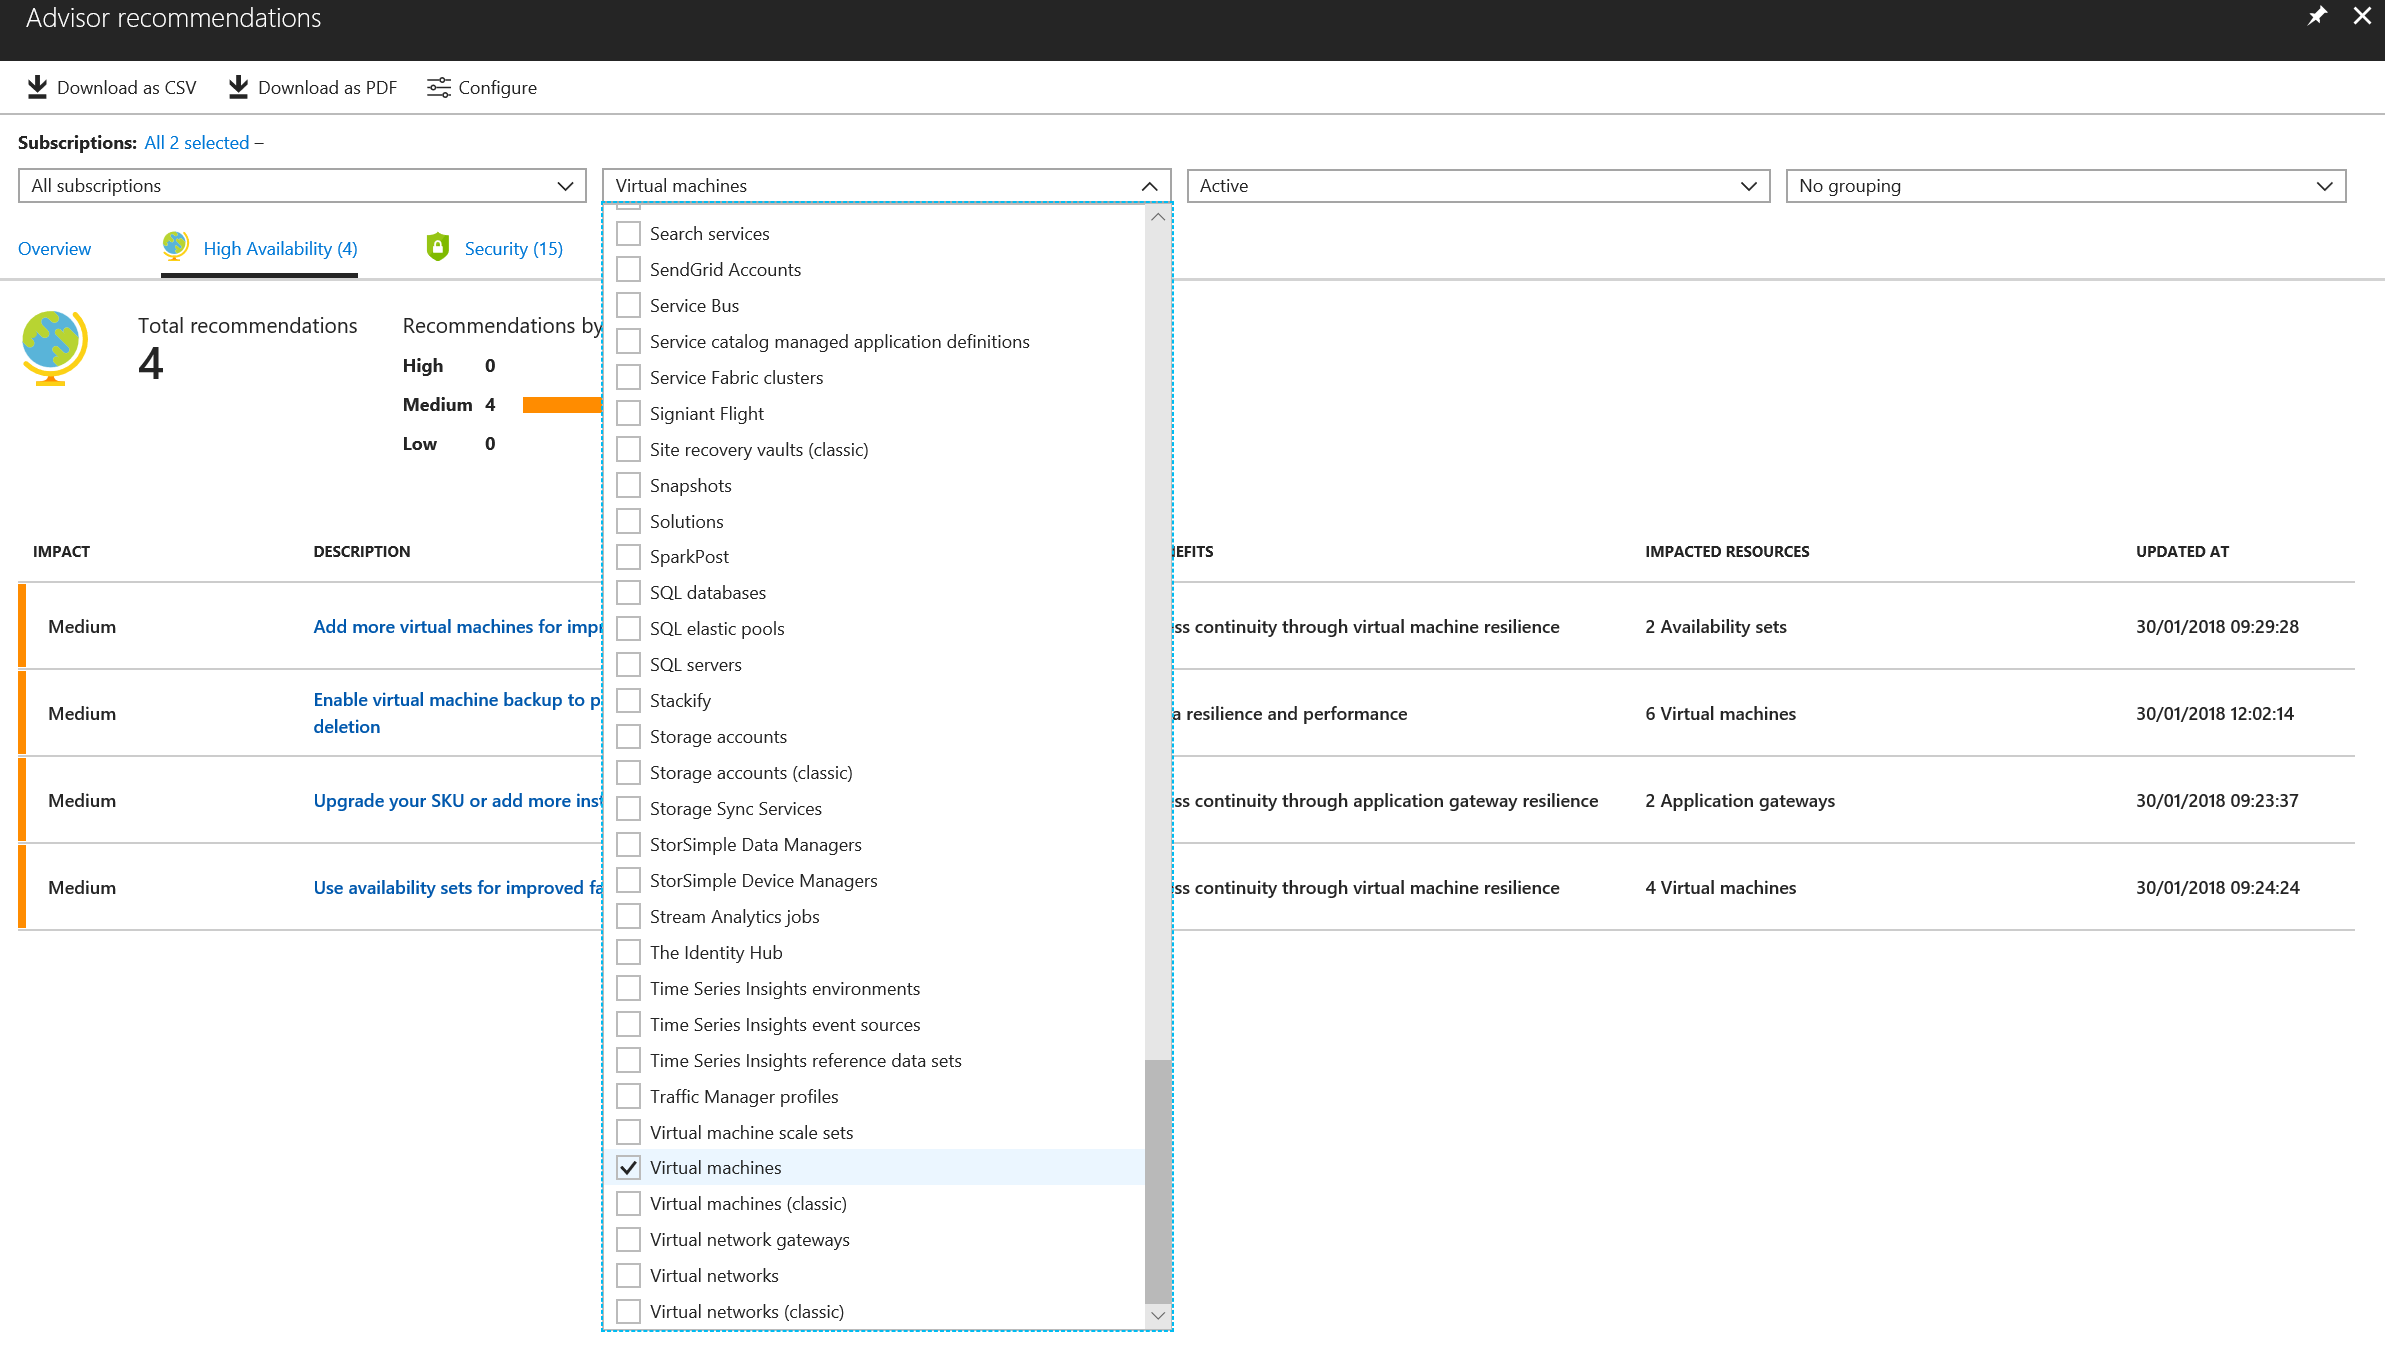 Advisor recommendations
Download as CSV Download as PDF Configure
Subscriptions: All 2 selected –
All subscriptions Virtual machines Active No grouping
Overview High Availability (4) Security (15)
Total recommendations
4
Recommendations by
High 0
Medium 4
Low 0
Search services
SendGrid Accounts
Service Bus
Service catalog managed application definitions
Service Fabric clusters
Signiant Flight
Site recovery vaults (classic)
Snapshots
Solutions
SparkPost
SQL databases
SQL elastic pools
SQL servers
Stackify
Storage accounts
Storage accounts (classic)
Storage Sync Services
StorSimple Data Managers
StorSimple Device Managers
Stream Analytics jobs
The Identity Hub
Time Series Insights environments
Time Series Insights event sources
Time Series Insights reference data sets
Traffic Manager profiles
Virtual machine scale sets
Virtual machines
Virtual machines (classic)
Virtual network gateways
Virtual networks
Virtual networks (classic)
IMPACT DESCRIPTION EFITS IMPACTED RESOURCES UPDATED AT
Medium Add more virtual machines for impr ss continuity through virtual machine resilience 2 Availability sets 30/01/2018 09:29:28
Medium Enable virtual machine backup to p a resilience and performance 6 Virtual machines 30/01/2018 12:02:14
deletion
Medium Upgrade your SKU or add more inst ss continuity through application gateway resilience 2 Application gateways 30/01/2018 09:23:37
Medium Use availability sets for improved fa ss continuity through virtual machine resilience 4 Virtual machines 30/01/2018 09:24:24